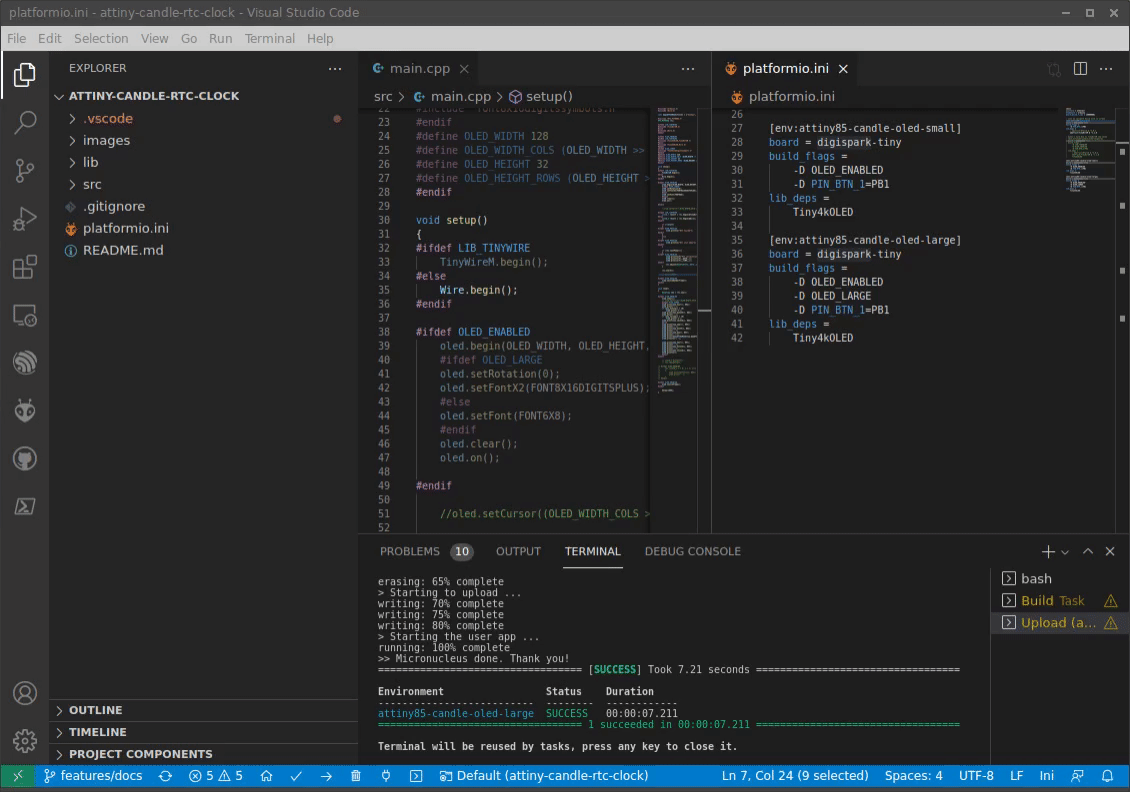 platformio.ini - attiny-candle-rtc-clock - Visual Studio Code
File Edit Selection View Go Run Terminal Help
EXPLORER
ATTINY-CANDLE-RTC-CLOCK
.vscode
images
lib
src
.gitignore
platformio.ini
README.md
OUTLINE
TIMELINE
PROJECT COMPONENTS
main.cpp
src > main.cpp > setup()
23 #endif
24 #define OLED_WIDTH 128
25 #define OLED_WIDTH_COLS (OLED_WIDTH >>
26 #define OLED_HEIGHT 32
27 #define OLED_HEIGHT_ROWS (OLED_HEIGHT >
28 #endif
29
30 void setup()
31 {
32 #ifdef LIB_TINYWIRE
33 TinyWireM.begin();
34 #else
35 Wire.begin();
36 #endif
37
38 #ifdef OLED_ENABLED
39 oled.begin(OLED_WIDTH, OLED_HEIGHT,
40 #ifdef OLED_LARGE
41 oled.setRotation(0);
42 oled.setFontX2(FONT8X16DIGITSPLUS);
43 #else
44 oled.setFont(FONT6X8);
45 #endif
46 oled.clear();
47 oled.on();
48
49 #endif
50
51 //oled.setCursor((OLED_WIDTH_COLS >
52
platformio.ini
platformio.ini
26
27 [env:attiny85-candle-oled-small]
28 board = digispark-tiny
29 build_flags =
30 -D OLED_ENABLED
31 -D PIN_BTN_1=PB1
32 lib_deps =
33 Tiny4kOLED
34
35 [env:attiny85-candle-oled-large]
36 board = digispark-tiny
37 build_flags =
38 -D OLED_ENABLED
39 -D OLED_LARGE
40 -D PIN_BTN_1=PB1
41 lib_deps =
42 Tiny4kOLED
PROBLEMS 10 OUTPUT TERMINAL DEBUG CONSOLE
erasing: 65% complete
> Starting to upload ...
writing: 70% complete
writing: 75% complete
writing: 80% complete
> Starting the user app ...
running: 100% complete
>> Micronucleus done. Thank you!
================================== [SUCCESS] Took 7.21 seconds ==================================
Environment Status Duration
-------------------------- -------- ------------
attiny85-candle-oled-large SUCCESS 00:00:07.211
================================== 1 succeeded in 00:00:07.211 ==================================
Terminal will be reused by tasks, press any key to close it.
bash
Build Task
Upload (a...
features/docs 5 5 Default (attiny-candle-rtc-clock) Ln 7, Col 24 (9 selected) Spaces: 4 UTF-8 LF Ini